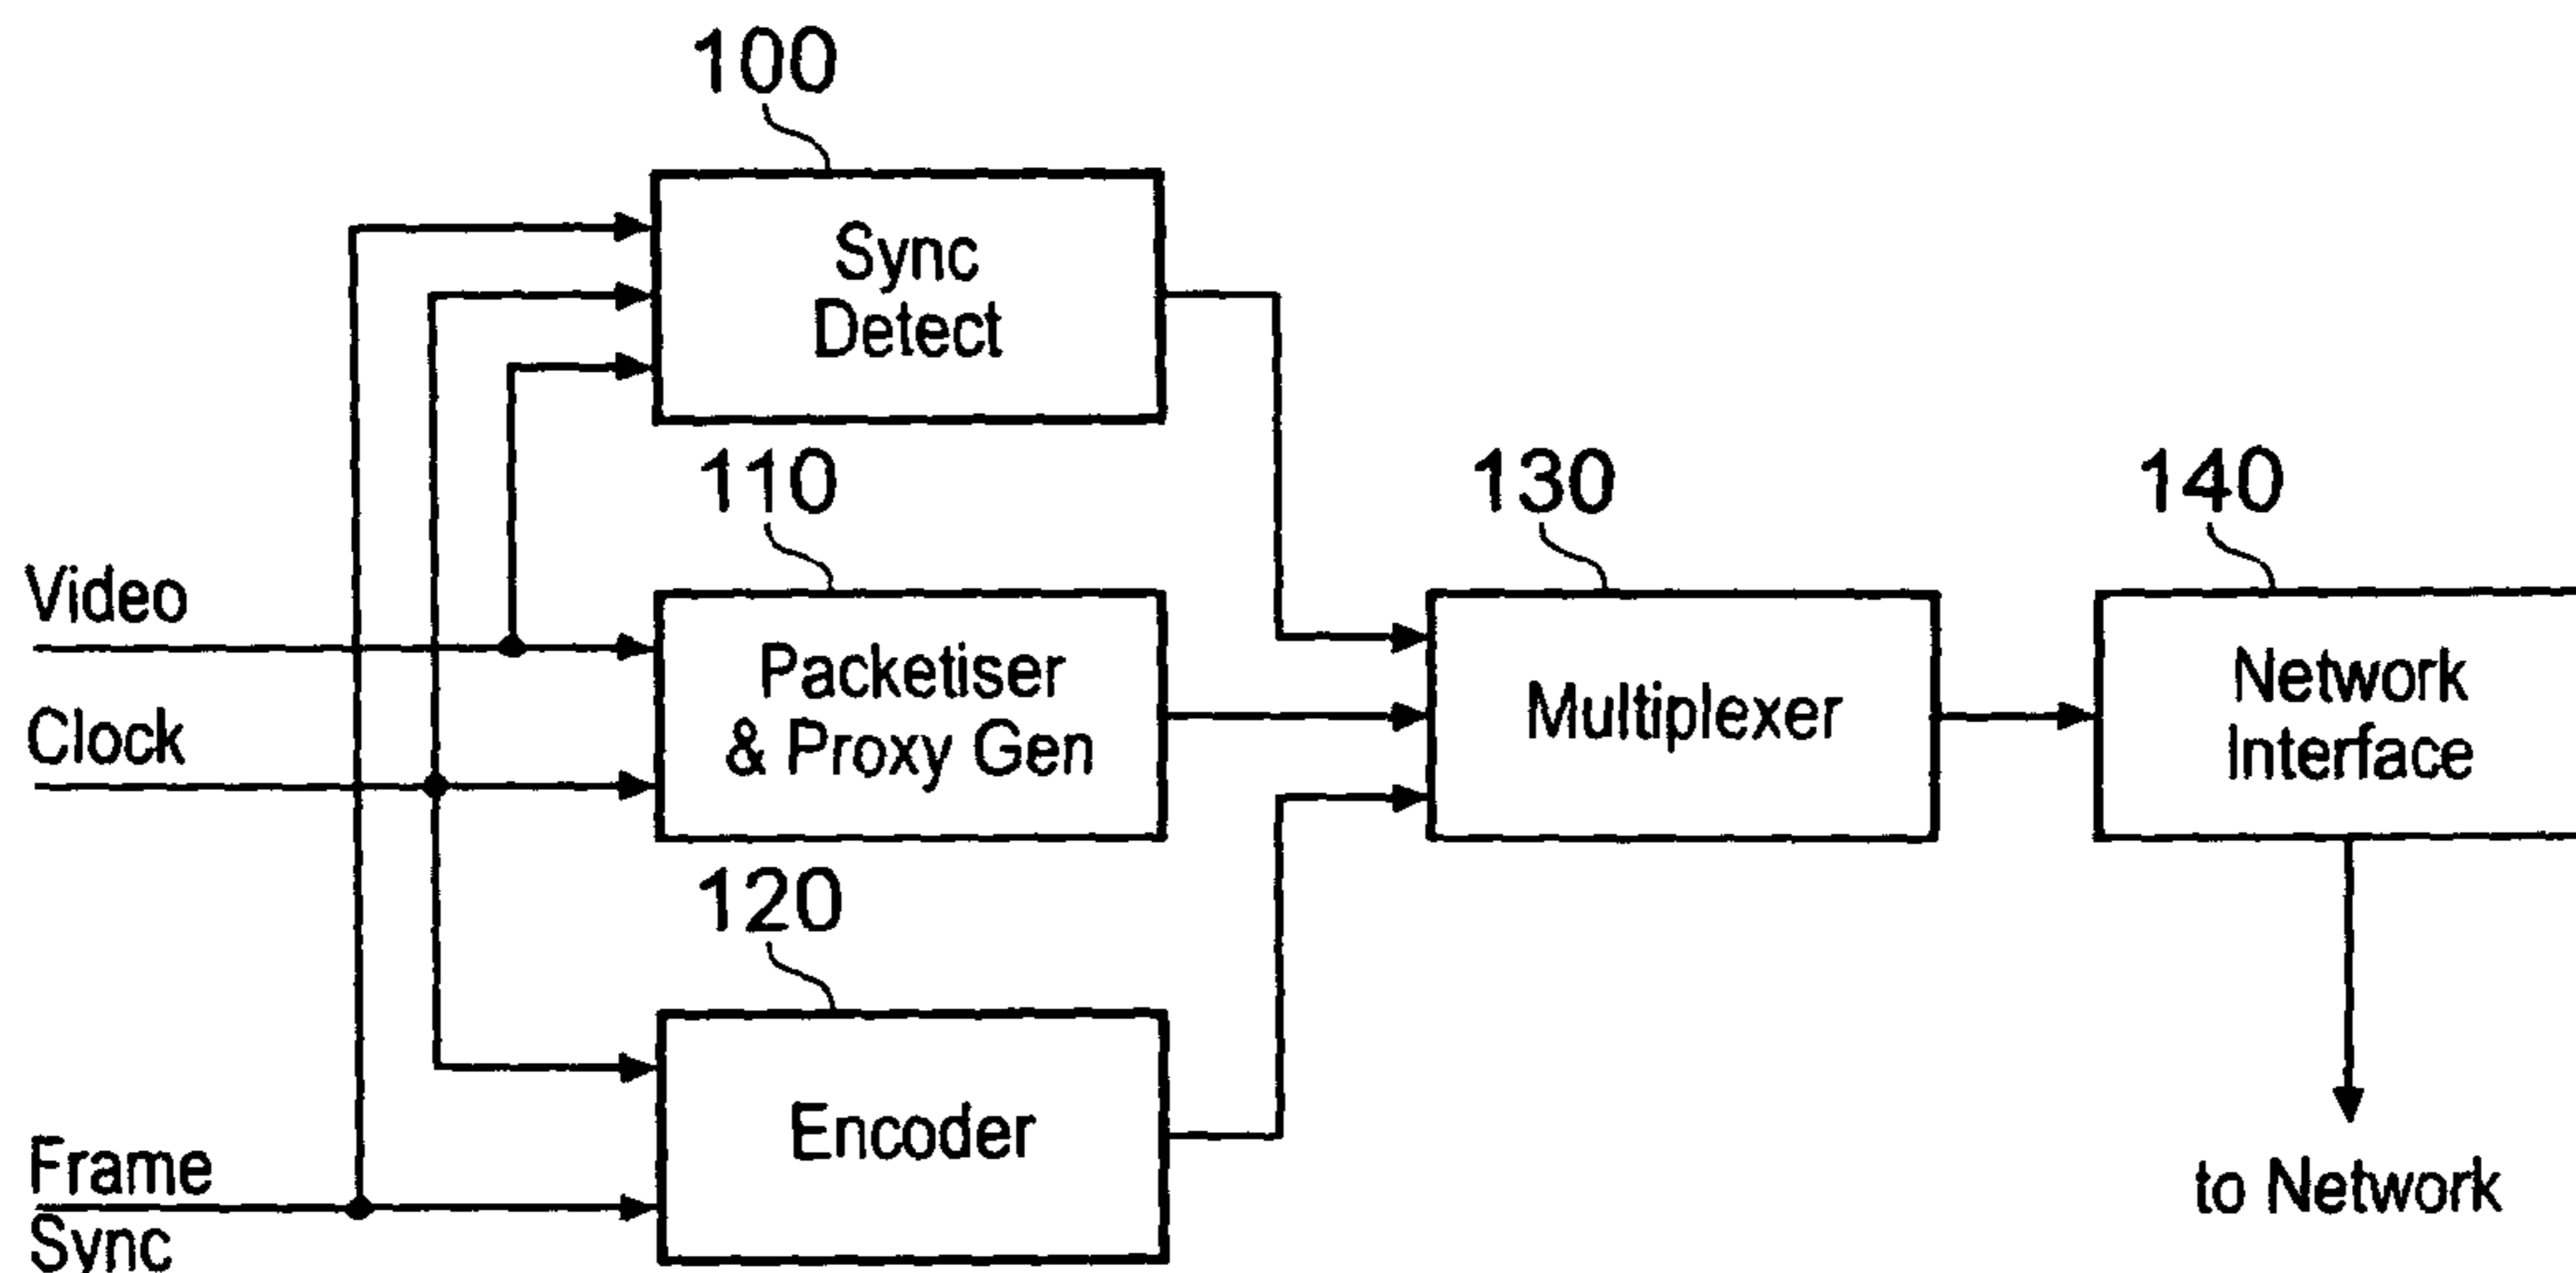 100
Sync
Detect
110
130
140
Video
Packetiser
& Proxy Gen
Multiplexer
Network
Interface
Clock
120
Encoder
Frame
Sync
to Network